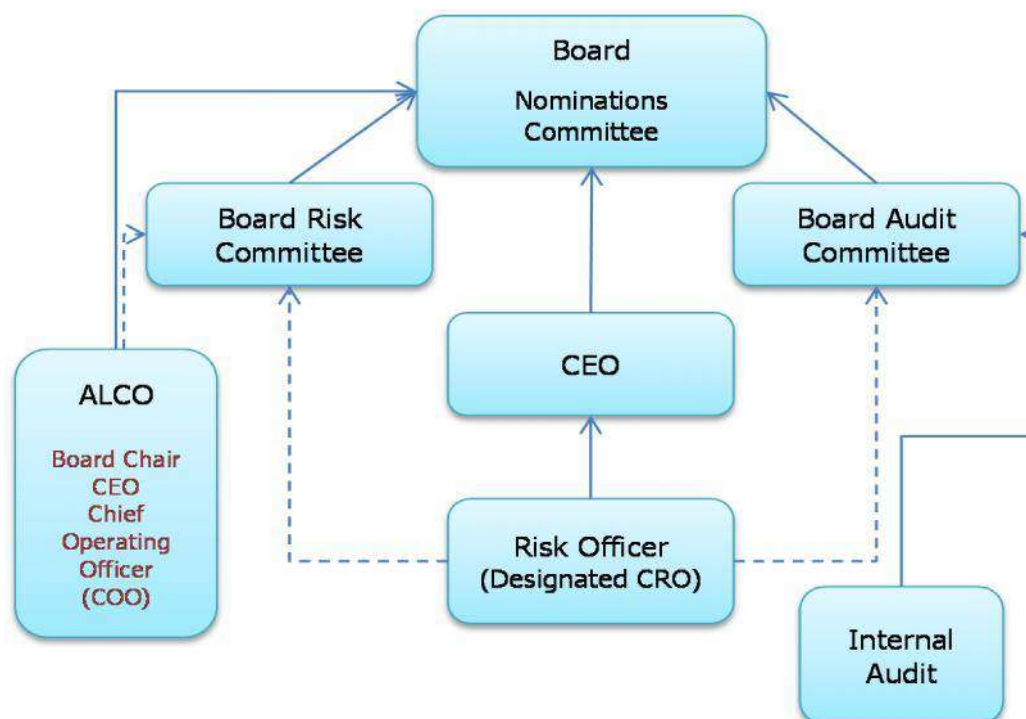 Board
Nominations
Committee
Board Risk
Committee
Board Audit
Committee
CEO
ALCO
Board Chair
CEO
Chief
Operating
Officer
(COO)
Risk Officer
(Designated CRO)
Internal
Audit